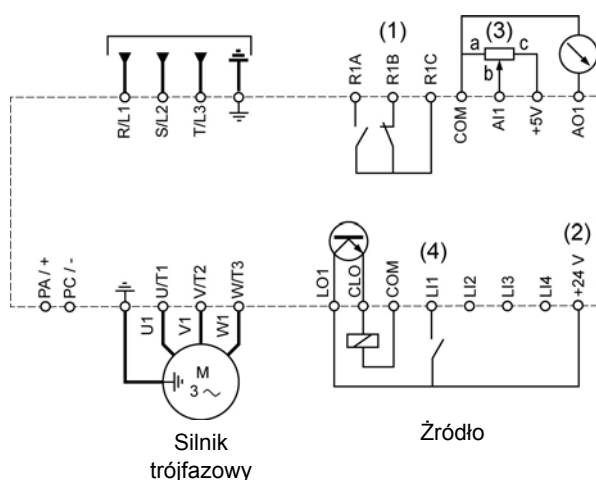 (1)
(3)
a
c
b
R/L1
S/L2
T/L3
R1A
R1B
R1C
COM
AI1
+5V
AO1
PA / +
PC / -
U/T1
V/T2
W/T3
U1
V1
W1
M
3
LO1
CLO
COM
(4)
LI1
LI2
LI3
LI4
(2)
+24 V
Silnik
trójfazowy
Żródło